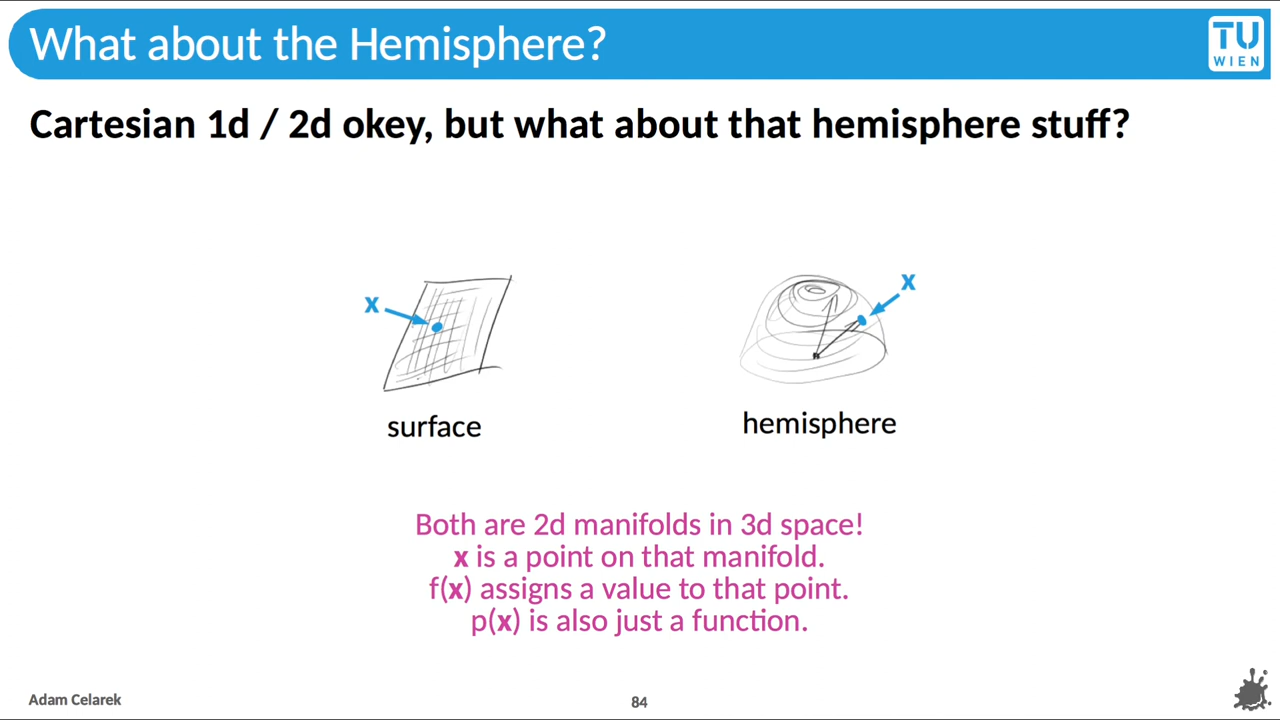 What about the Hemisphere?
TU
WIEN
Cartesian 1d / 2d okey, but what about that hemisphere stuff?
x
x
surface
hemisphere
Both are 2d manifolds in 3d space!
x is a point on that manifold.
f(x) assigns a value to that point.
p(x) is also just a function.
Adam Celarek
84